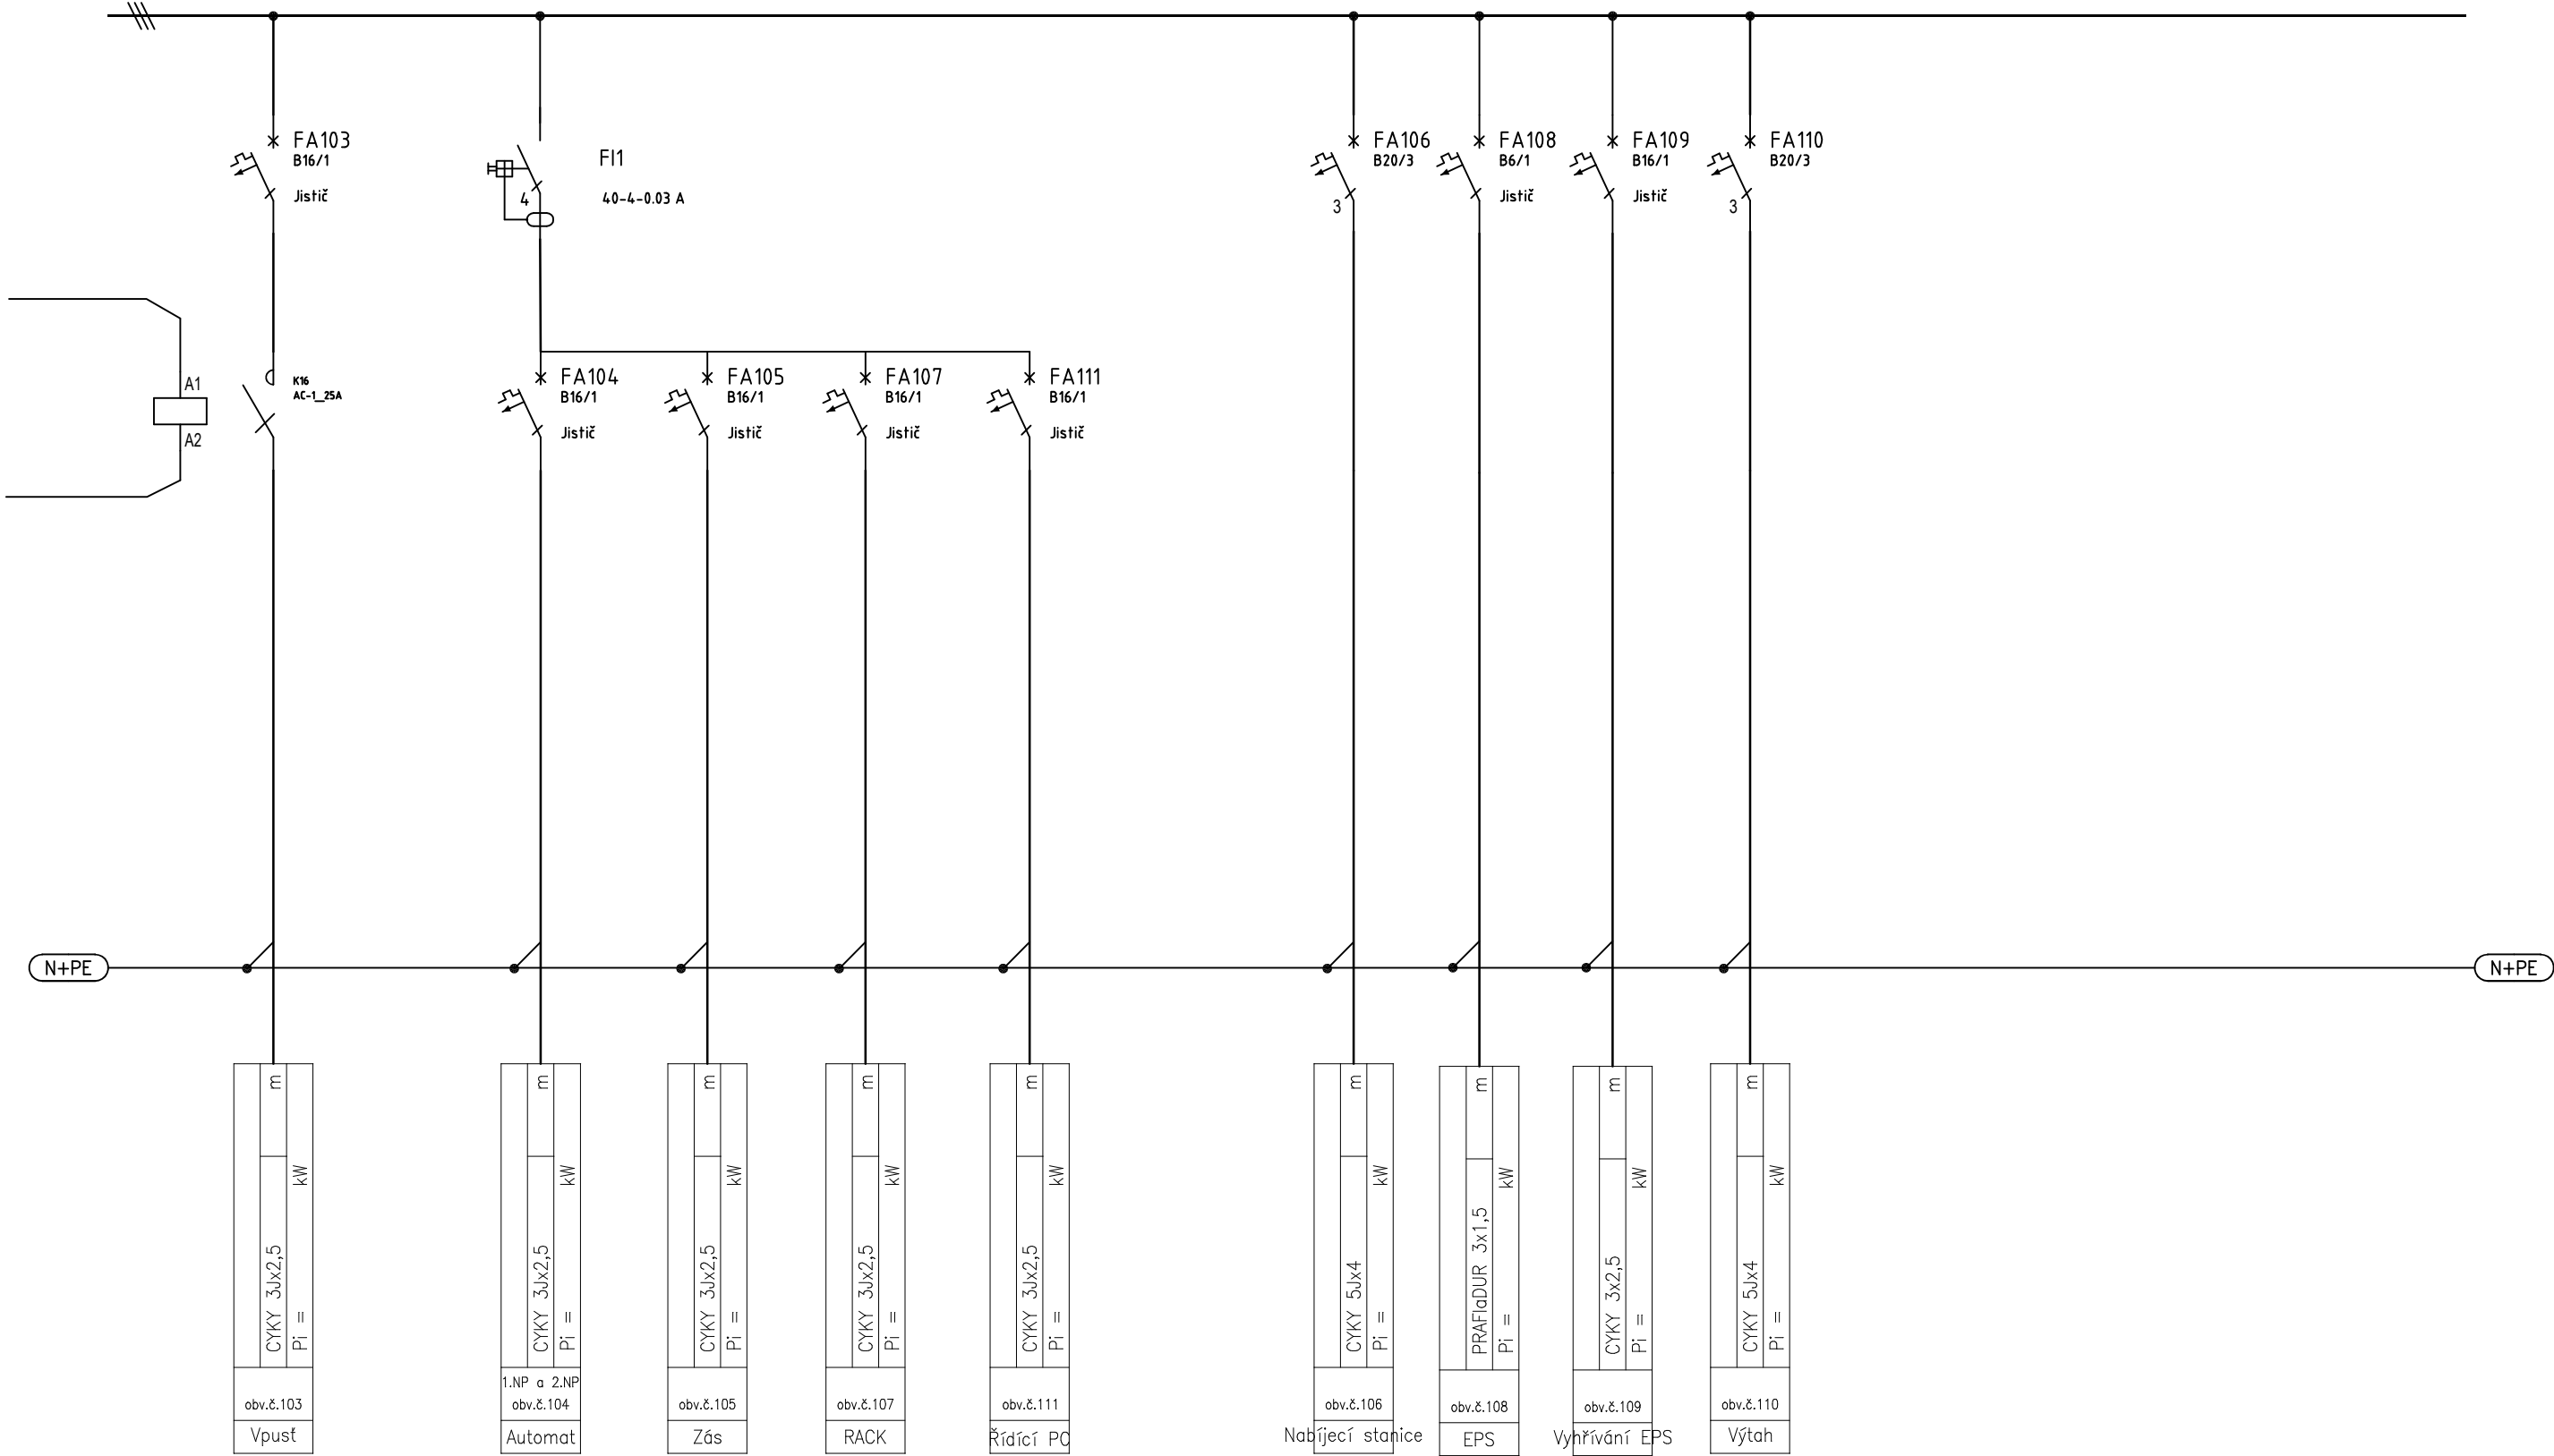 FA103
B16/1
Jistič
FI1
4
40-4-0.03 A
FA106
B20/3
3
FA108
B6/1
Jistič
FA109
B16/1
Jistič
FA110
B20/3
3
A1
A2
K16
AC-1_25A
FA104
B16/1
Jistič
FA105
B16/1
Jistič
FA107
B16/1
Jistič
FA111
B16/1
Jistič
N+PE
N+PE
CYKY 3Jx2,5 m
Pi = kW
obv.č.103
Vpusť
CYKY 3Jx2,5 m
Pi = kW
1.NP a 2.NP
obv.č.104
Automat
CYKY 3Jx2,5 m
Pi = kW
obv.č.105
Zás
CYKY 3Jx2,5 m
Pi = kW
obv.č.107
RACK
CYKY 3Jx2,5 m
Pi = kW
obv.č.111
Řídící PC
CYKY 5Jx4 m
Pi = kW
obv.č.106
Nabíjecí stanice
PRAFlaDUR 3x1,5 m
Pi = kW
obv.č.108
EPS
CYKY 3x2,5 m
Pi = kW
obv.č.109
Vyhřívání EPS
CYKY 5Jx4 m
Pi = kW
obv.č.110
Výtah